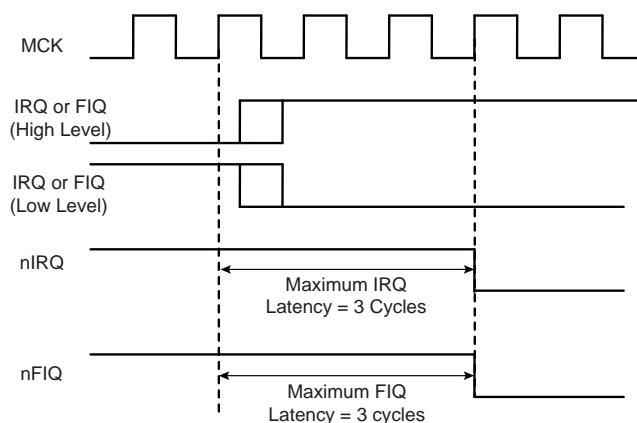 MCK
IRQ or FIQ
(High Level)
IRQ or FIQ
(Low Level)
nIRQ
Maximum IRQ
Latency = 3 Cycles
nFIQ
Maximum FIQ
Latency = 3 cycles